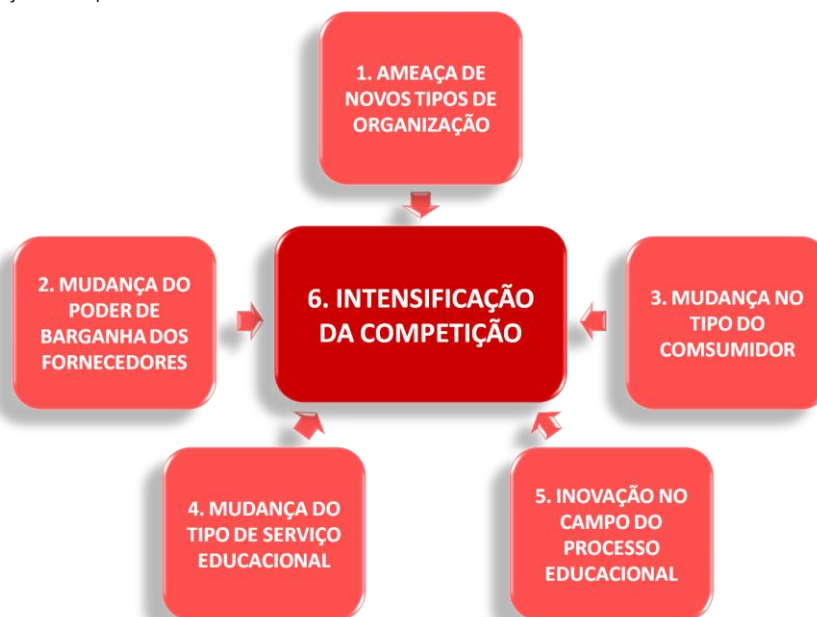 1. AMEAÇA DE
NOVOS TIPOS DE
ORGANIZAÇÃO
2. MUDANÇA DO
PODER DE
BARGANHA DOS
FORNECEDORES
6. INTENSIFICAÇÃO
DA COMPETIÇÃO
3. MUDANÇA NO
TIPO DO
COMSUMIDOR
4. MUDANÇA DO
TIPO DE SERVIÇO
EDUCACIONAL
5. INOVAÇÃO NO
CAMPO DO
PROCESSO
EDUCACIONAL